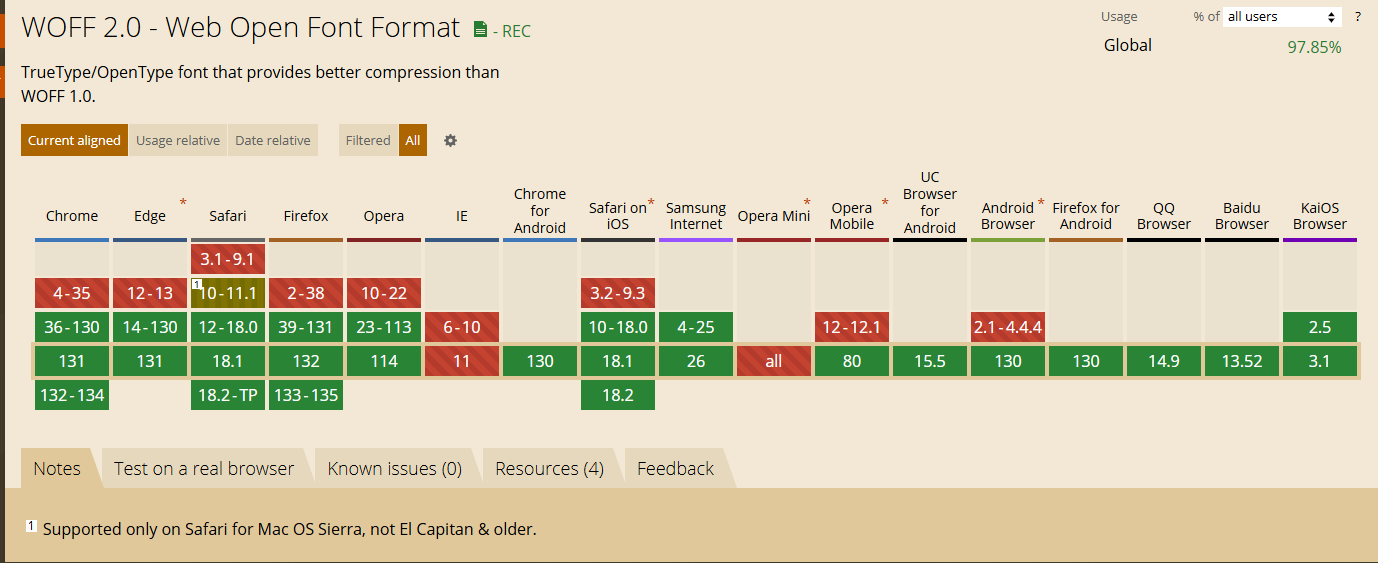 WOFF 2.0 - Web Open Font Format - REC
Usage % of all users ?
Global 97.85%
TrueType/OpenType font that provides better compression than
WOFF 1.0.
Current aligned Usage relative Date relative Filtered All
Chrome Edge * Safari Firefox Opera IE Chrome for Android Safari on iOS * Samsung Internet Opera Mini * Opera Mobile * UC Browser for Android Android Browser * Firefox for Android QQ Browser Baidu Browser KaiOS Browser
3.1-9.1
4-35 12-13 1 10-11.1 2-38 10-22 3.2-9.3
36-130 14-130 12-18.0 39-131 23-113 6-10 10-18.0 4-25 12-12.1 2.1-4.4.4 2.5
131 131 18.1 132 114 11 130 18.1 26 all 80 15.5 130 130 14.9 13.52 3.1
132-134 18.2-TP 133-135 18.2
Notes Test on a real browser Known issues (0) Resources (4) Feedback
1 Supported only on Safari for Mac OS Sierra, not El Capitan & older.